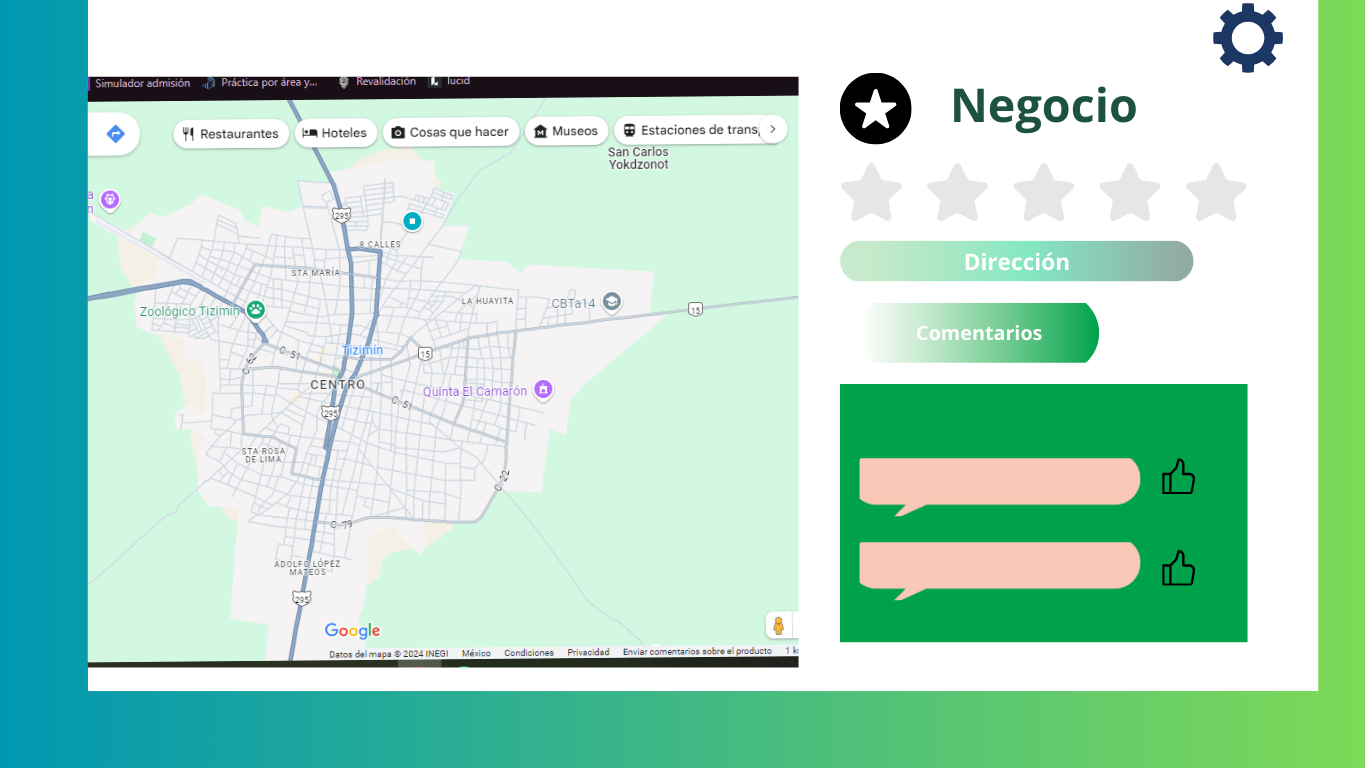 Simulador admisión
Práctica por área y...
Revalidación
lucid
Restaurantes
Hoteles
Cosas que hacer
Museos
Estaciones de trans
San Carlos
Yokdzonot
a
n
295
8 CALLES
STA MARÍA
LA HUAYITA
CBTa14
15
Zoológico Tizimin
C. 62
C. 51
Tizimín
15
CENTRO
Quinta El Camarón
C. 51
295
STA ROSA
DE LIMA
C. 22
C. 79
ADOLFO LÓPEZ
MATEOS
295
Google
Datos del mapa © 2024 INEGI
México
Condiciones
Privacidad
Enviar comentarios sobre el producto
1 k
Negocio
Dirección
Comentarios